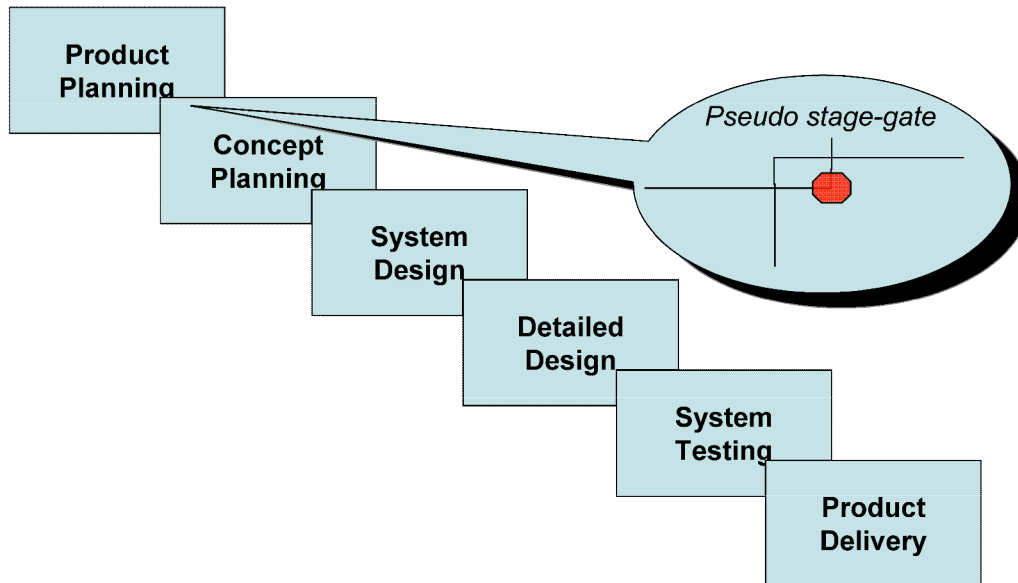 Product
Planning
Concept
Planning
Pseudo stage-gate
System
Design
Detailed
Design
System
Testing
Product
Delivery